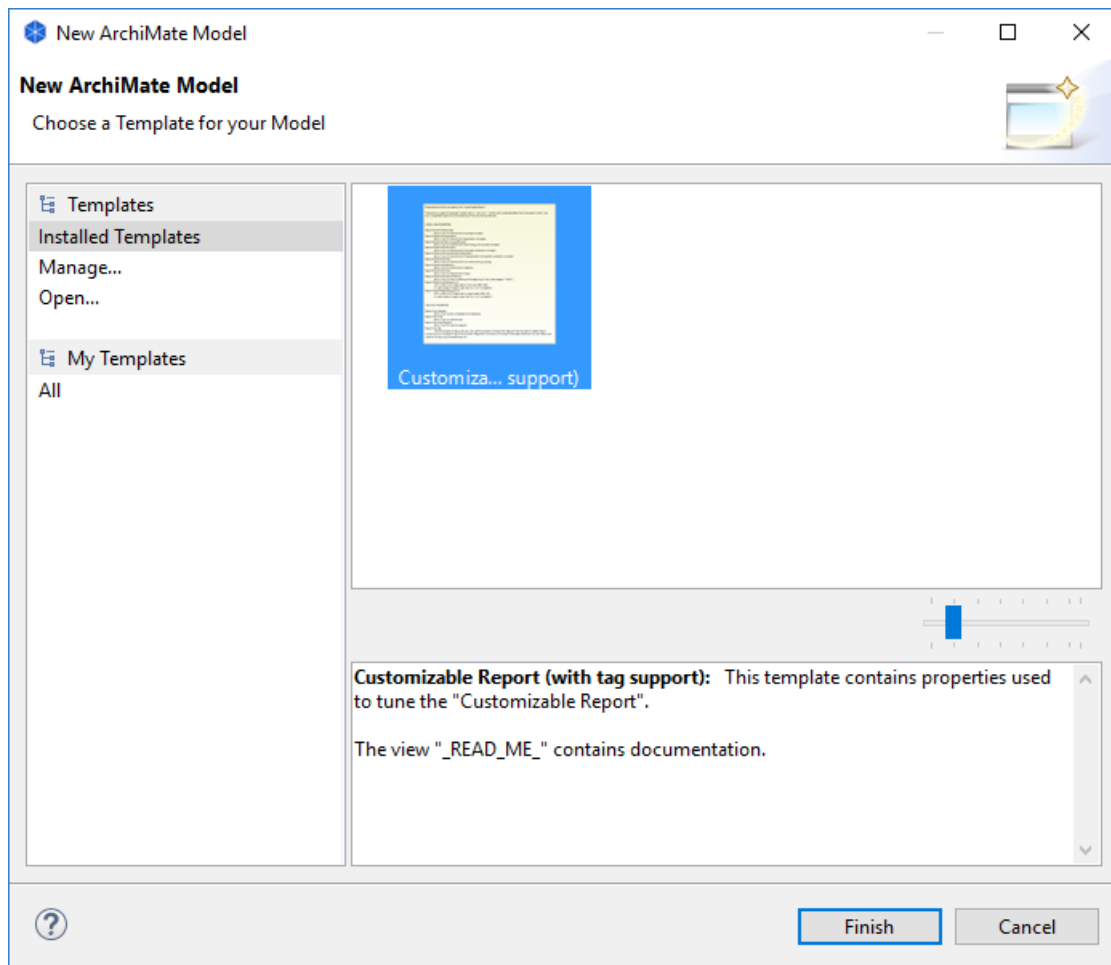 New ArchiMate Model
New ArchiMate Model
Choose a Template for your Model
Templates
Installed Templates
Manage...
Open...
My Templates
All
Customiza... support)
Customizable Report (with tag support): This template contains properties used
to tune the "Customizable Report".
The view "_READ_ME_" contains documentation.
Finish
Cancel